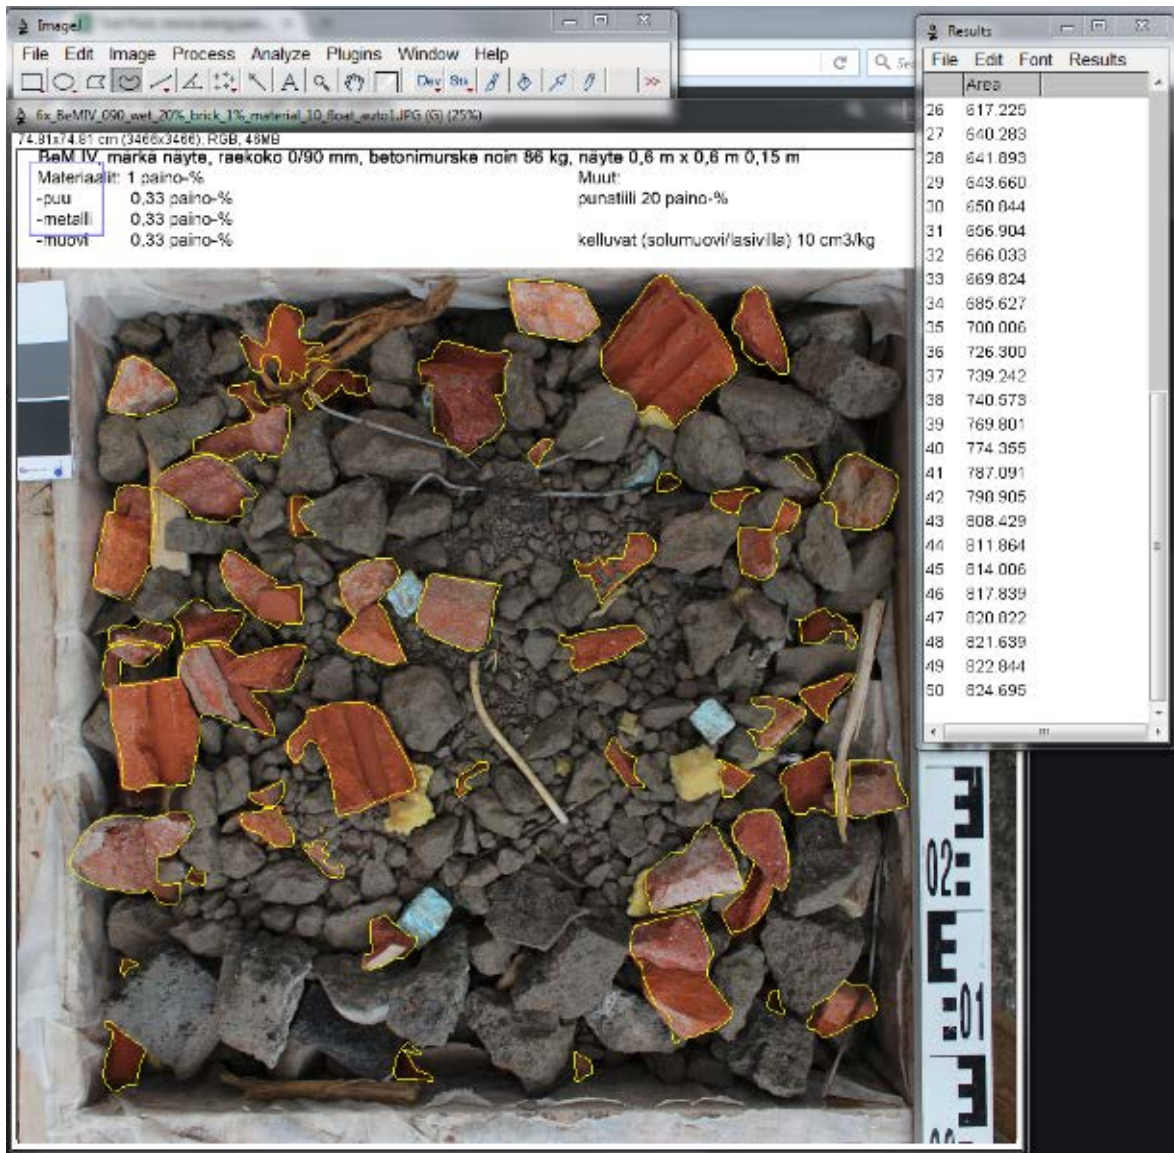 ImageJ
File Edit Image Process Analyze Plugins Window Help
Dev Stk >>
fix_BeMIV_090_wet_20%_brick_1%_material_10_float_auto1.JPG (G) (25%)
74.81x74.81 cm (3466x3466); RGB; 46MB
BeM IV, märkä näyte, raekoko 0/90 mm, betonimurske noin 86 kg, näyte 0,6 m x 0,6 m 0,15 m
Materiaalit: 1 paino-% Muut:
-puu 0,33 paino-% punatiili 20 paino-%
-metalli 0,33 paino-%
-muovi 0,33 paino-% kelluvat (solumuovi/lasivilla) 10 cm3/kg
Results
File Edit Font Results
Area
26 617.225
27 640.283
28 641.893
29 643.660
30 650.844
31 656.904
32 666.033
33 669.824
34 685.627
35 700.006
36 726.300
37 739.242
38 740.573
39 769.801
40 774.355
41 787.091
42 790.905
43 808.429
44 811.864
45 814.006
46 817.839
47 820.822
48 821.639
49 822.844
50 824.695
02
01